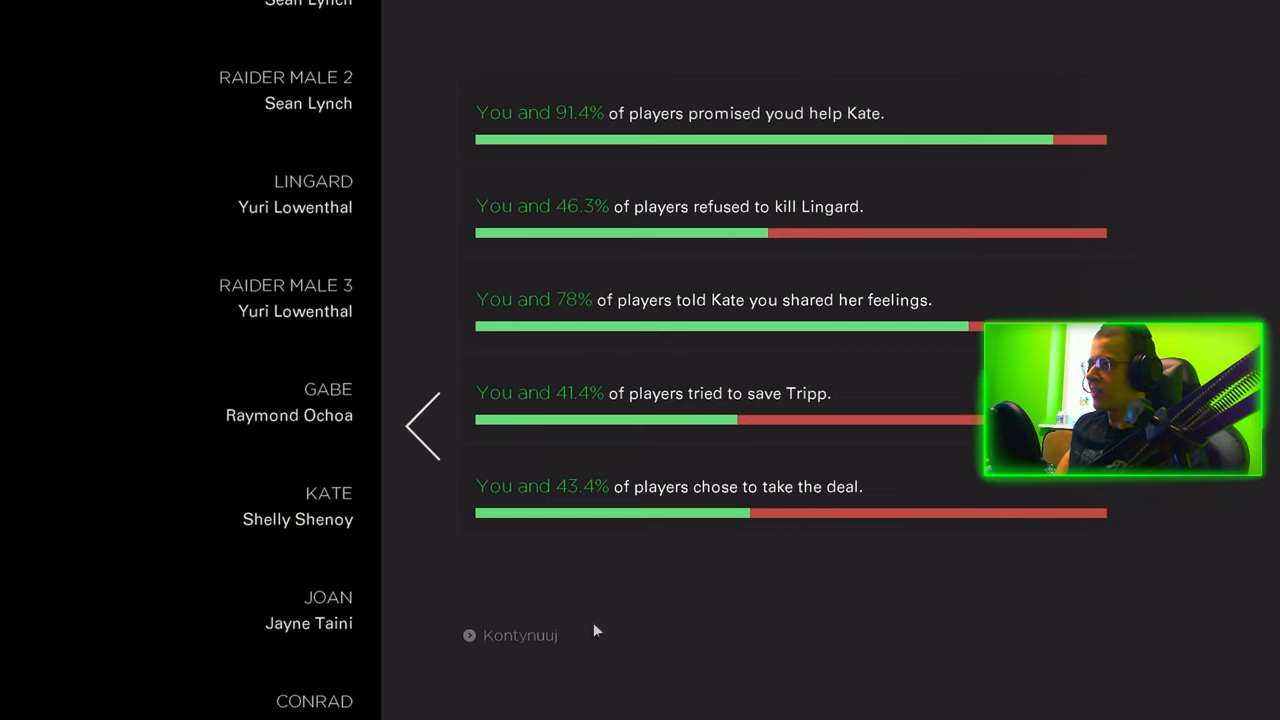 Sean Lynch
RAIDER MALE 2
Sean Lynch
LINGARD
Yuri Lowenthal
RAIDER MALE 3
Yuri Lowenthal
GABE
Raymond Ochoa
KATE
Shelly Shenoy
JOAN
Jayne Taini
CONRAD
You and 91.4% of players promised youd help Kate.
You and 46.3% of players refused to kill Lingard.
You and 78% of players told Kate you shared her feelings.
You and 41.4% of players tried to save Tripp.
You and 43.4% of players chose to take the deal.
Kontynuuj